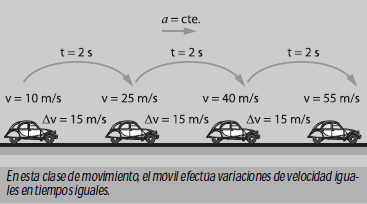 a = cte.
t = 2 s t = 2 s t = 2 s
v = 10 m/s v = 25 m/s v = 40 m/s v = 55 m/s
Δv = 15 m/s Δv = 15 m/s Δv = 15 m/s
En esta clase de movimiento, el móvil efectúa variaciones de velocidad igua-
les en tiempos iguales.